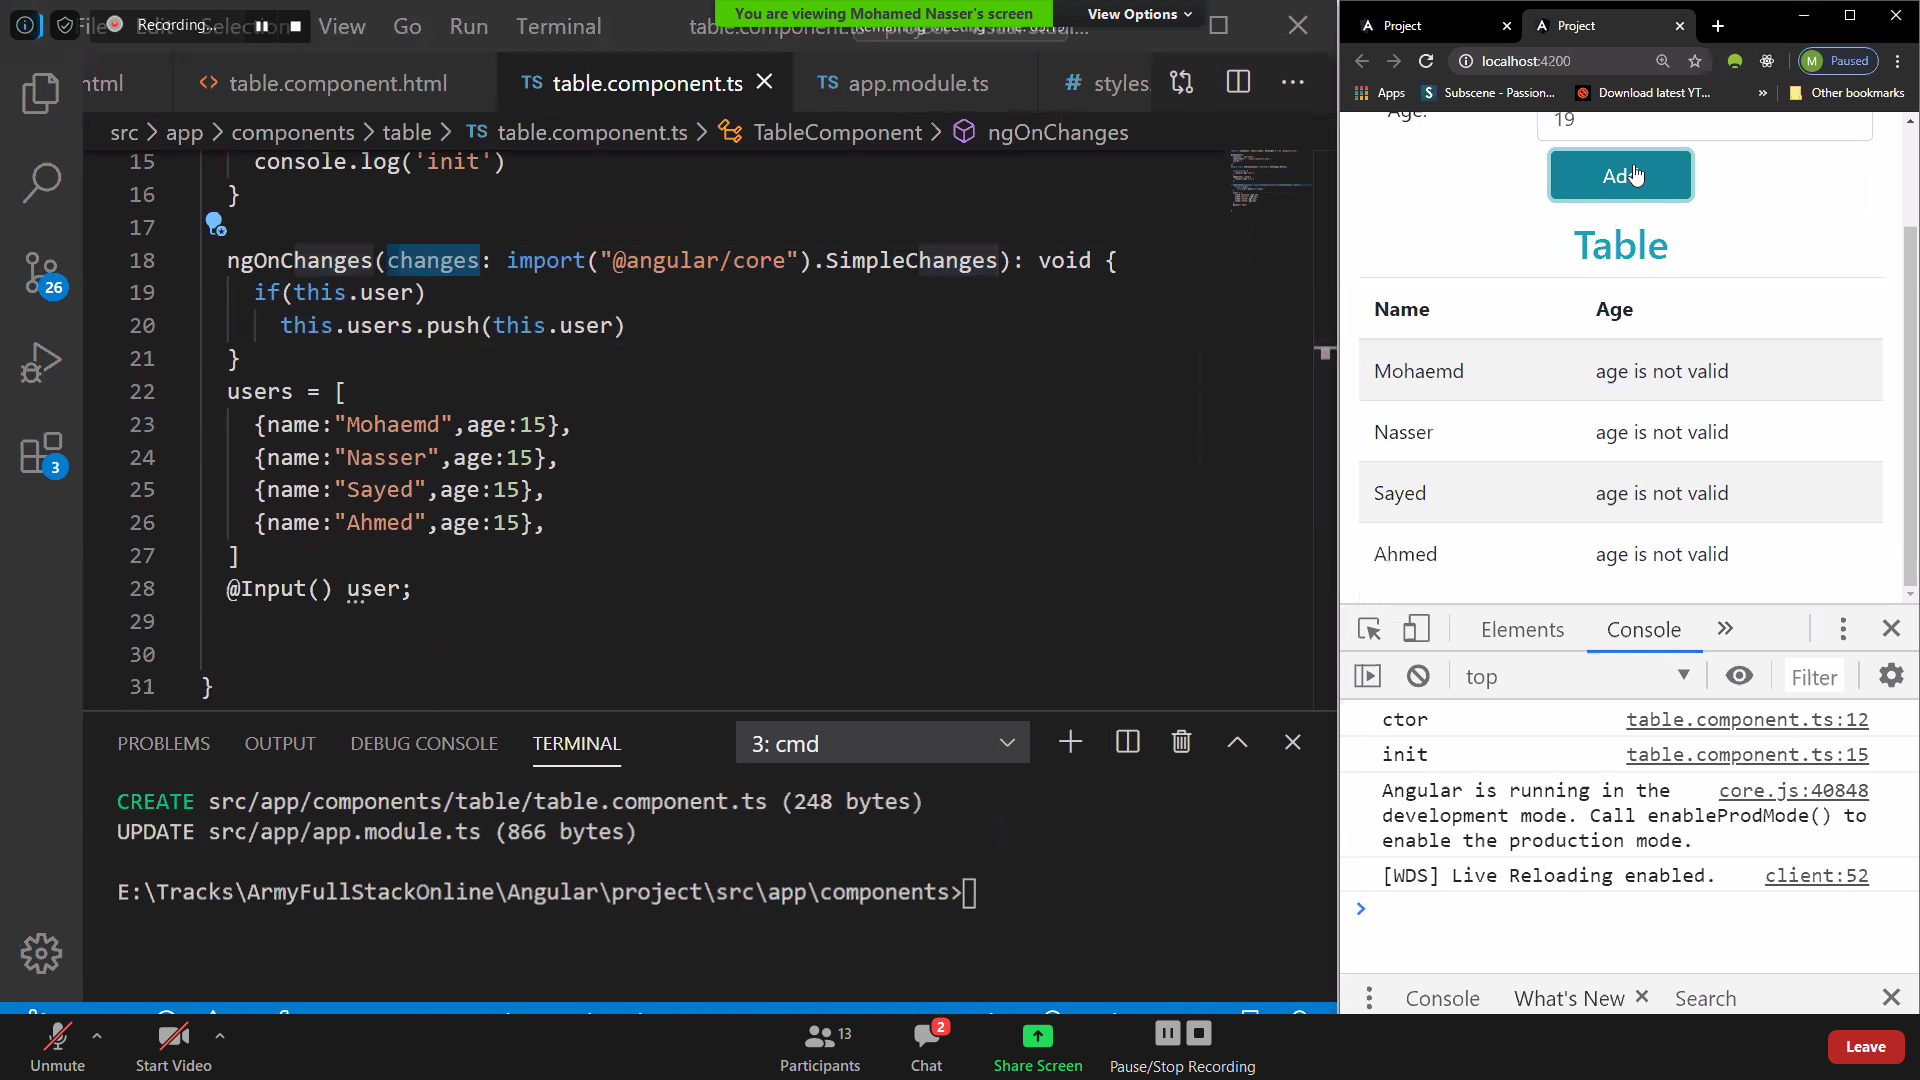 Recording...
File
Edit
Selection
View
Go
Run
Terminal
You are viewing Mohamed Nasser's screen
View Options
html
table.component.html
TS table.component.ts
TS app.module.ts
# styles.
src > app > components > table > TS table.component.ts > TableComponent > ngOnChanges
15 console.log('init')
16 }
17
18 ngOnChanges(changes: import("@angular/core").SimpleChanges): void {
19 if(this.user)
20 this.users.push(this.user)
21 }
22 users = [
23 {name:"Mohaemd",age:15},
24 {name:"Nasser",age:15},
25 {name:"Sayed",age:15},
26 {name:"Ahmed",age:15},
27 ]
28 @Input() user;
29
30
31 }
26
3
PROBLEMS OUTPUT DEBUG CONSOLE TERMINAL 3: cmd
CREATE src/app/components/table/table.component.ts (248 bytes)
UPDATE src/app/app.module.ts (866 bytes)
E:\Tracks\ArmyFullStackOnline\Angular\project\src\app\components>
Project
Project
localhost:4200
M Paused
Apps
Subscene - Passion...
Download latest YT...
»
Other bookmarks
Age:
19
Add
Table
Name Age
Mohaemd age is not valid
Nasser age is not valid
Sayed age is not valid
Ahmed age is not valid
Elements Console »
top Filter
ctor table.component.ts:12
init table.component.ts:15
Angular is running in the core.js:40848
development mode. Call enableProdMode() to
enable the production mode.
[WDS] Live Reloading enabled. client:52
Console What's New Search
Unmute
Start Video
13
Participants
2
Chat
Share Screen
Pause/Stop Recording
Leave